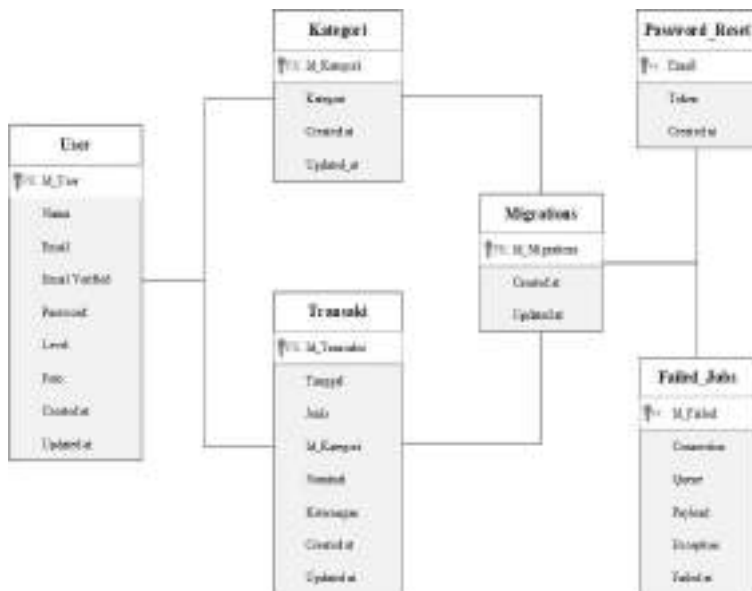 User
Id_User
Nama
Email
Email Verified
Password
Level
Foto
Created at
Updated at
Kategori
Id_Kategori
Kategori
Created at
Updated_at
Transaki
Id_Transaksi
Tanggal
Jenis
Id_Kategori
Nominal
Keterangan
Created at
Updated at
Migrations
Id_Migrations
Created at
Updated at
Password_Reset
Email
Token
Created at
Failed_Jobs
Id_Failed
Connection
Queue
Payload
Exception
Failed at